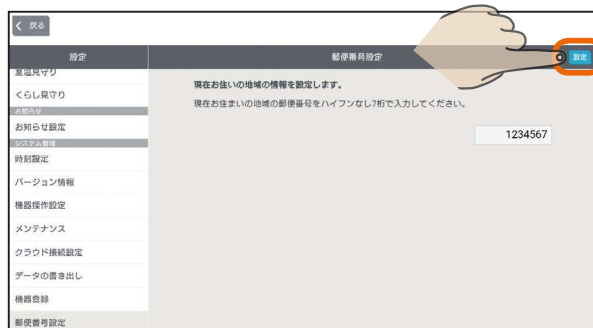 戻る
設定
郵便番号設定
設定
室温見守り
くらし見守り
お知らせ
お知らせ設定
システム管理
時刻設定
バージョン情報
機器操作設定
メンテナンス
クラウド接続設定
データの書き出し
機器登録
郵便番号設定
現在お住いの地域の情報を設定します。
現在お住まいの地域の郵便番号をハイフンなし7桁で入力してください。
1234567